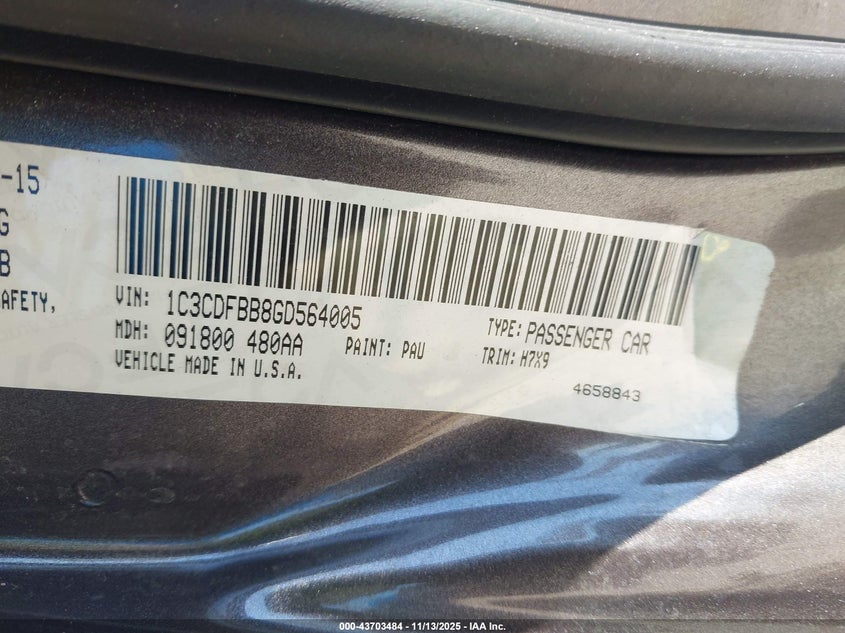 -15
G
B
AFETY,
VIN: 1C3CDFBB8GD564005
MDH: 091800 480AA PAINT: PAU TYPE: PASSENGER CAR
VEHICLE MADE IN U.S.A. TRIM: H7X9
4658843
000-43703484 - 11/13/2025 - IAA Inc.